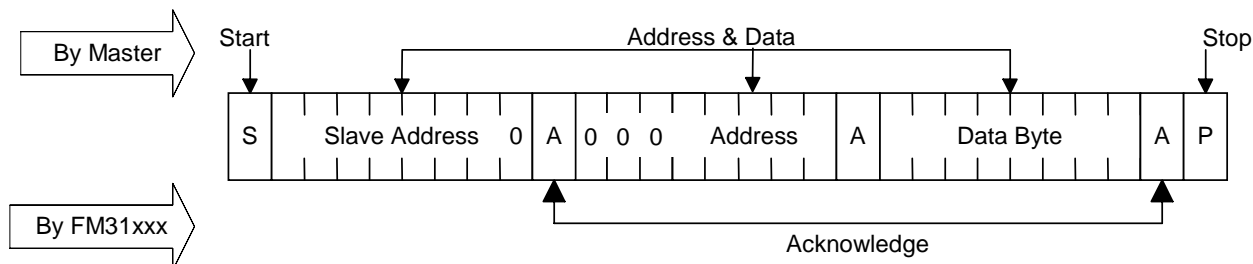 By Master
Start
Address & Data
Stop
S Slave Address 0 A 0 0 0 Address A Data Byte A P
By FM31xxx
Acknowledge